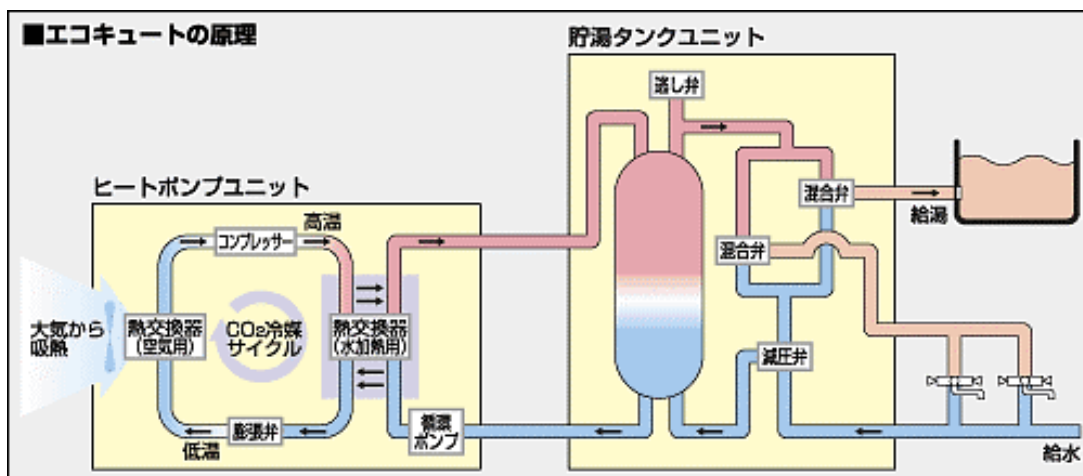 ■エコキュートの原理
貯湯タンクユニット
逃し弁
ヒートポンプユニット
混合弁
給湯
高温
コンプレッサー
混合弁
大気から
吸熱
熱交換器
(空気用)
CO2冷媒
サイクル
熱交換器
(水加熱用)
減圧弁
膨張弁
低温
循環
ポンプ
給水